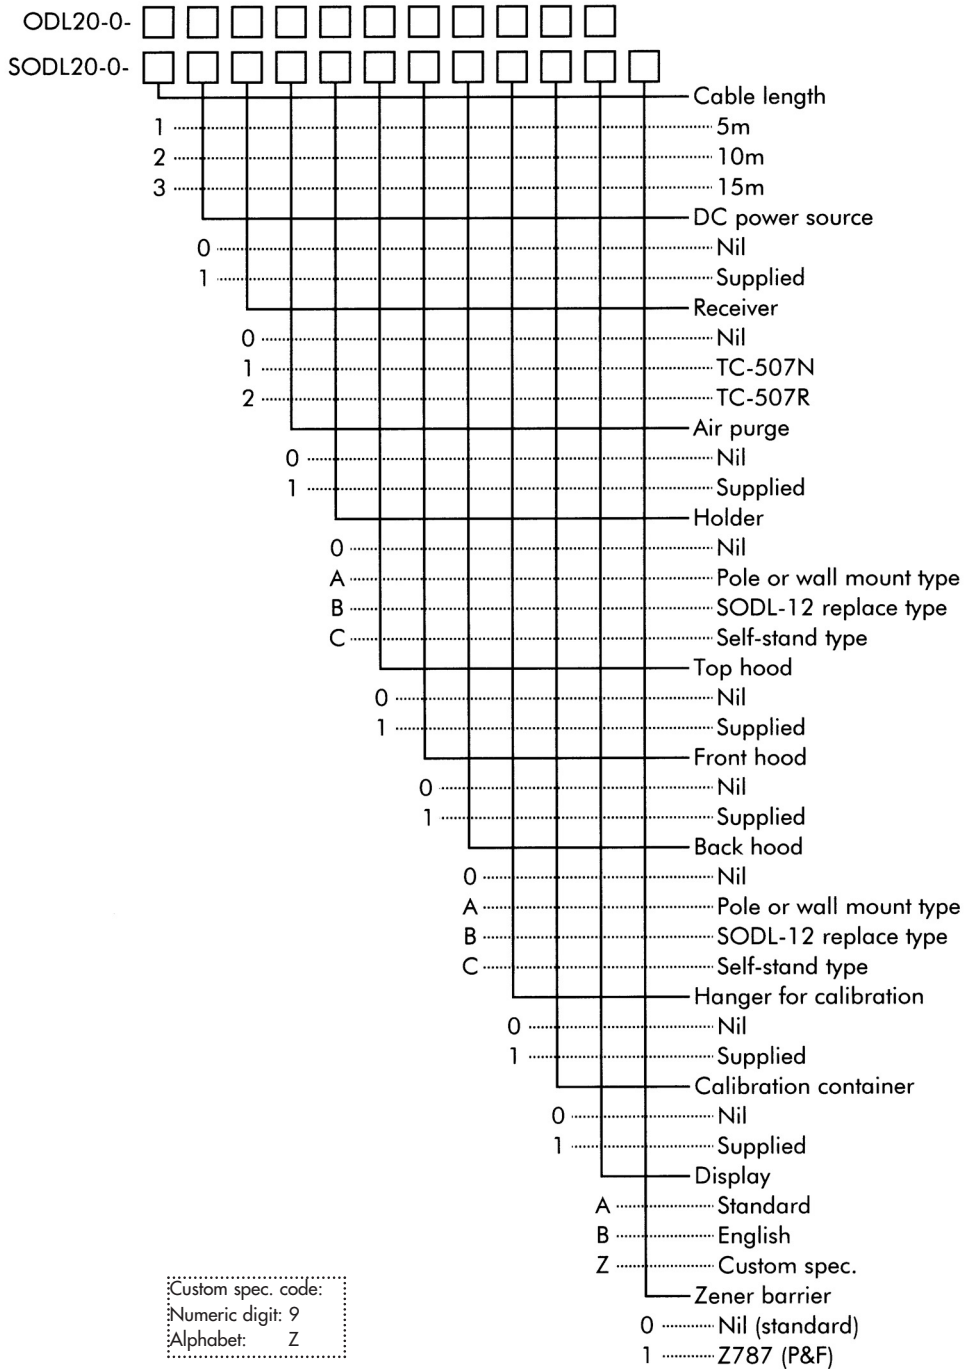 ODL20-0-
SODL20-0-
Cable length
1 5m
2 10m
3 15m
DC power source
0 Nil
1 Supplied
Receiver
0 Nil
1 TC-507N
2 TC-507R
Air purge
0 Nil
1 Supplied
Holder
0 Nil
A Pole or wall mount type
B SODL-12 replace type
C Self-stand type
Top hood
0 Nil
1 Supplied
Front hood
0 Nil
1 Supplied
Back hood
0 Nil
A Pole or wall mount type
B SODL-12 replace type
C Self-stand type
Hanger for calibration
0 Nil
1 Supplied
Calibration container
0 Nil
1 Supplied
Display
A Standard
B English
Z Custom spec.
Zener barrier
0 Nil (standard)
1 Z787 (P&F)
Custom spec. code:
Numeric digit: 9
Alphabet: Z